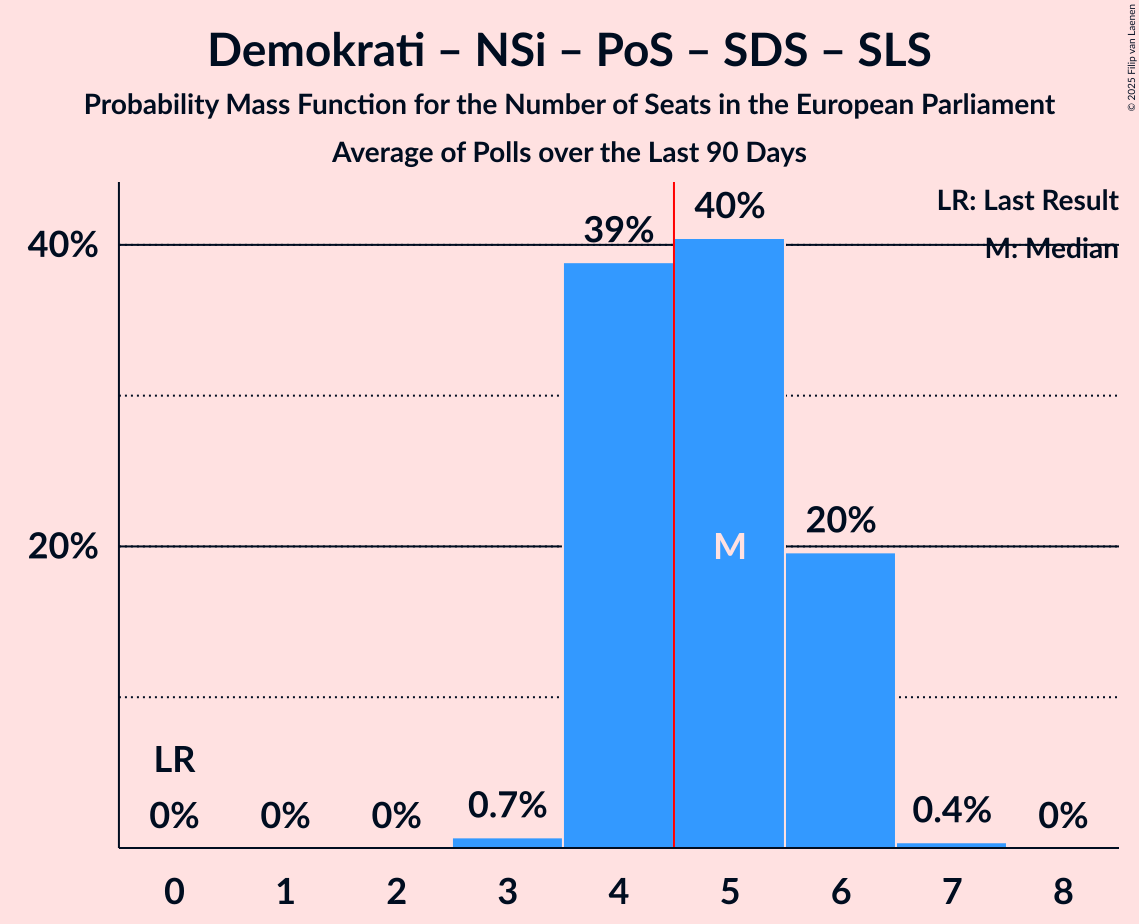 Demokrati – NSi – PoS – SDS – SLS
Probability Mass Function for the Number of Seats in the European Parliament
Average of Polls over the Last 90 Days
© 2025 Filip van Laenen
LR: Last Result
M: Median
40%
20%
39%
40%
20%
M
LR
0%
0%
0%
0.7%
0.4%
0%
0 1 2 3 4 5 6 7 8